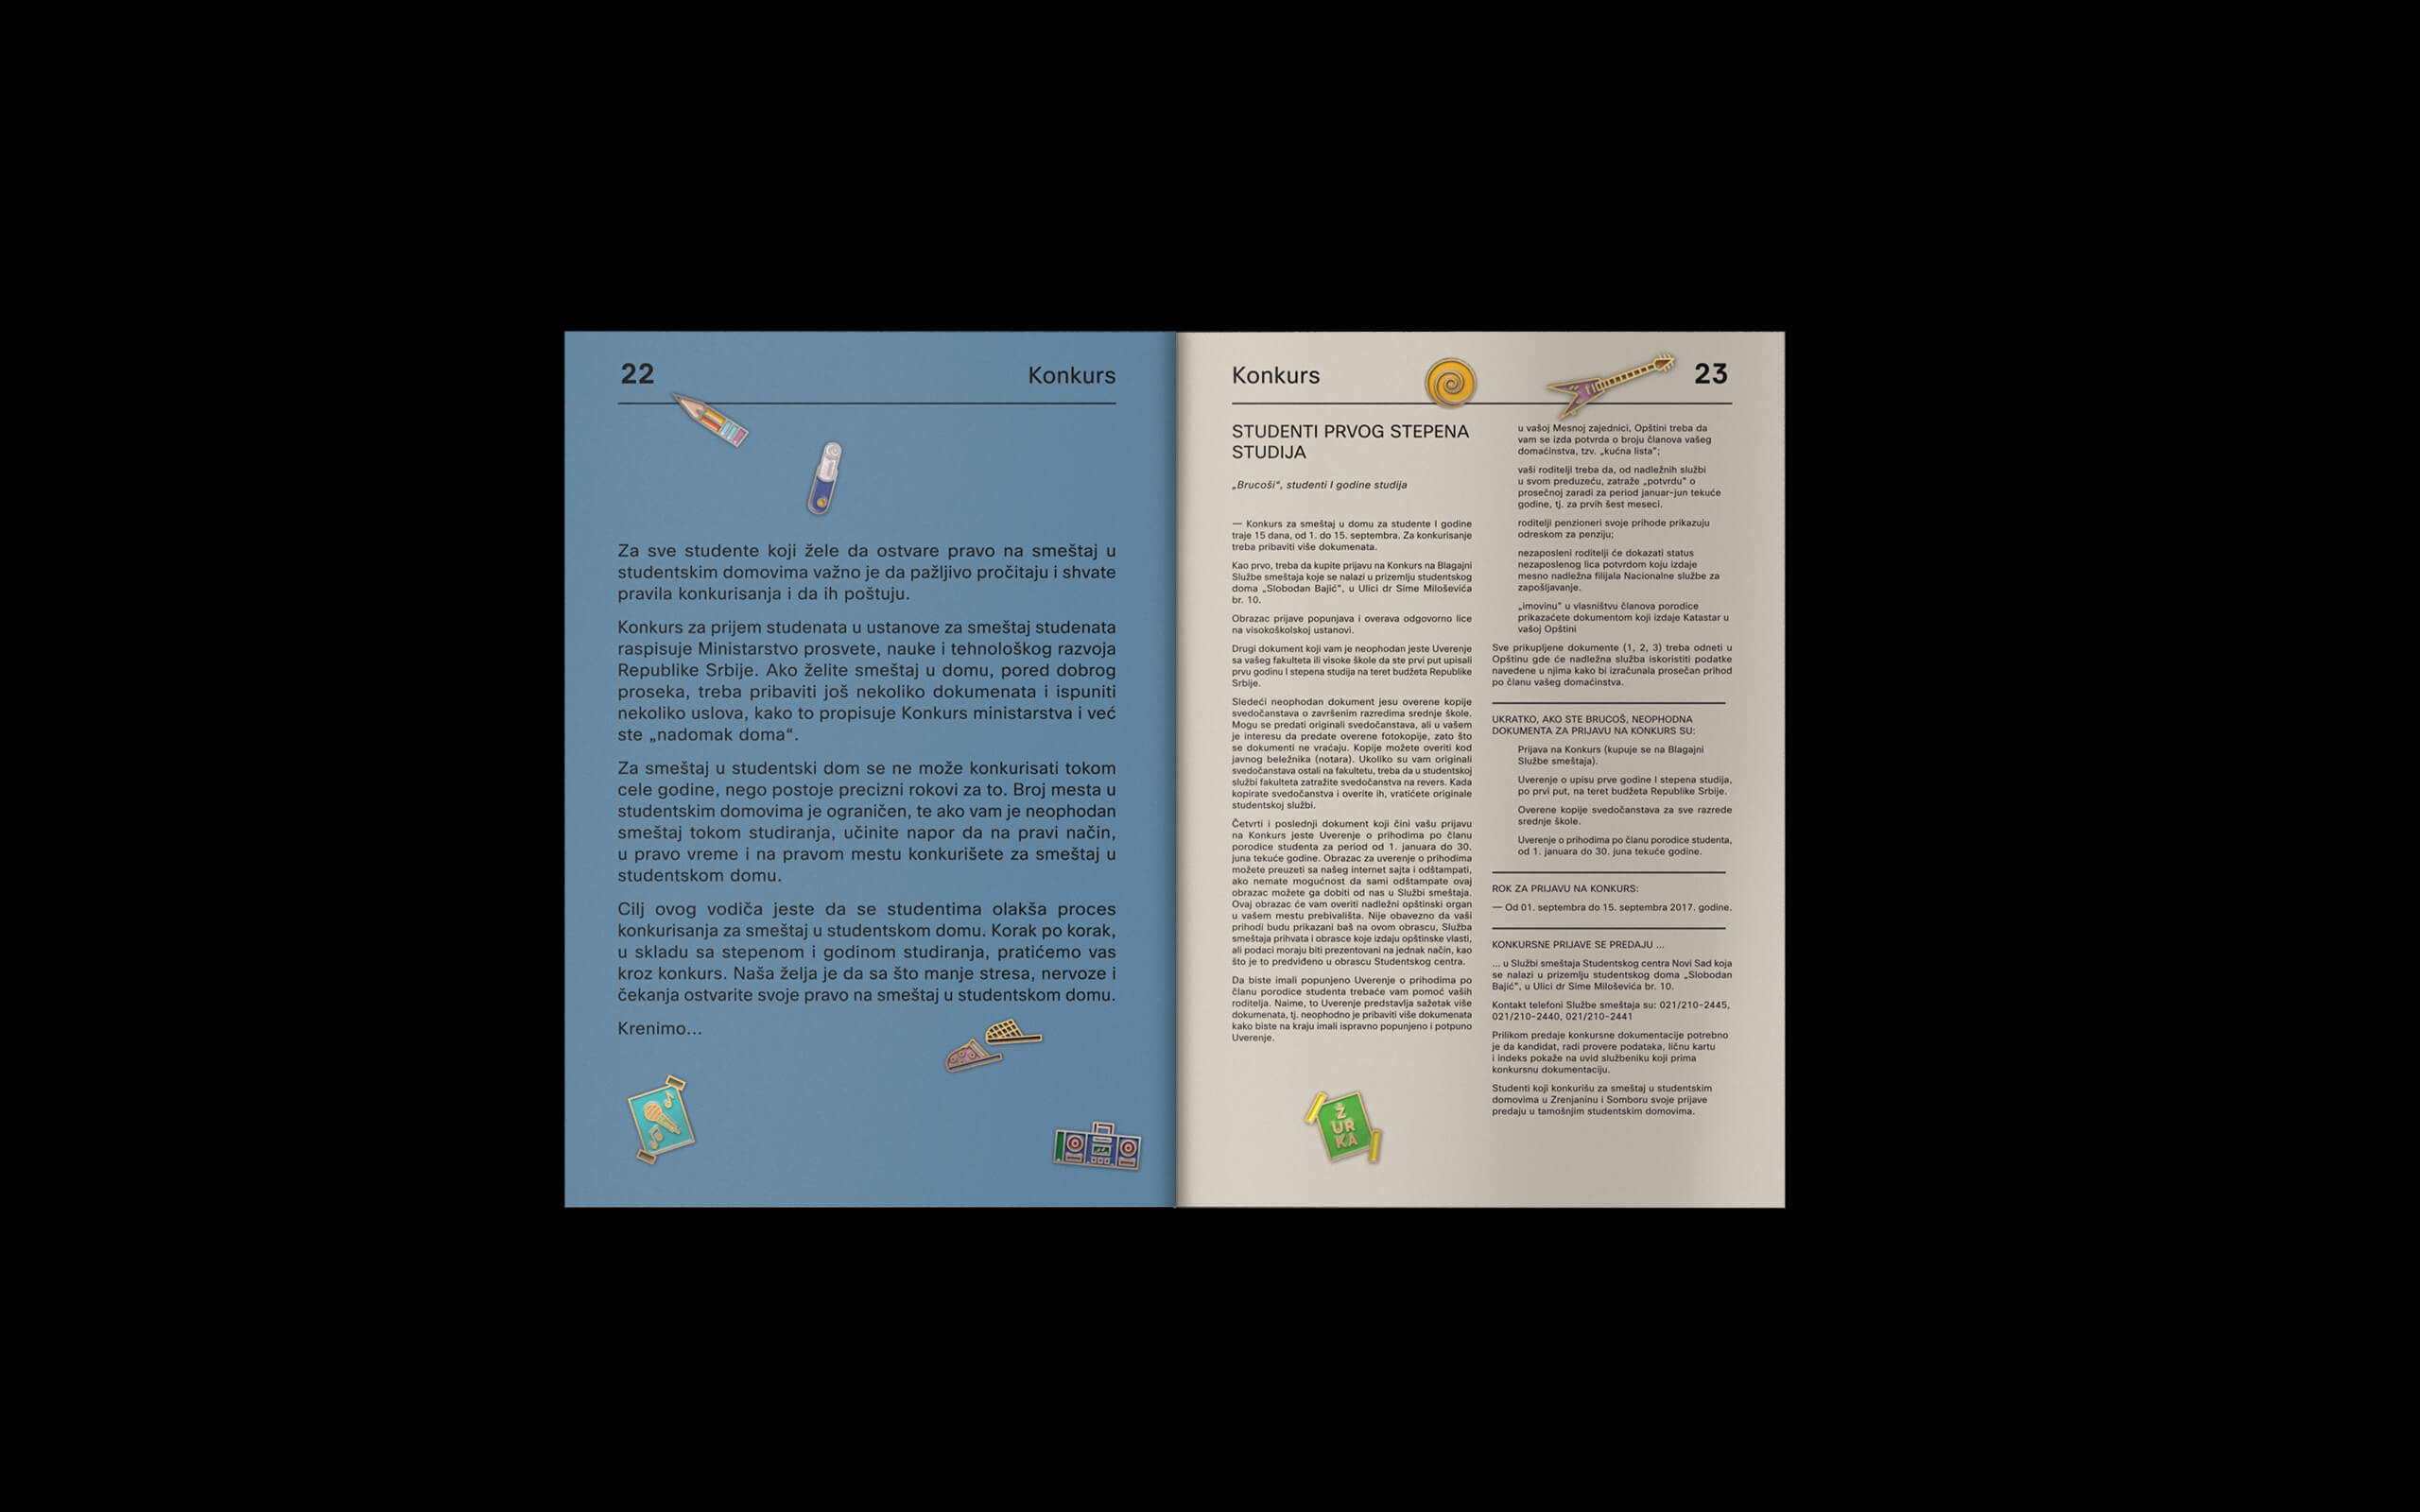 22
Konkurs
Za sve studente koji žele da ostvare pravo na smeštaj u
studentskim domovima važno je da pažljivo pročitaju i shvate
pravila konkurisanja i da ih poštuju.
Konkurs za prijem studenata u ustanove za smeštaj studenata
raspisuje Ministarstvo prosvete, nauke i tehnološkog razvoja
Republike Srbije. Ako želite smeštaj u domu, pored dobrog
proseka, treba pribaviti još nekoliko dokumenata i ispuniti
nekoliko uslova, kako to propisuje Konkurs ministarstva i već
ste „nadomak doma“.
Za smeštaj u studentski dom se ne može konkurisati tokom
cele godine, nego postoje precizni rokovi za to. Broj mesta u
studentskim domovima je ograničen, te ako vam je neophodan
smeštaj tokom studiranja, učinite napor da na pravi način,
u pravo vreme i na pravom mestu konkurišete za smeštaj u
studentskom domu.
Cilj ovog vodiča jeste da se studentima olakša proces
konkurisanja za smeštaj u studentskom domu. Korak po korak,
u skladu sa stepenom i godinom studiranja, pratićemo vas
kroz konkurs. Naša želja je da sa što manje stresa, nervoze i
čekanja ostvarite svoje pravo na smeštaj u studentskom domu.
Krenimo...
Konkurs
23
STUDENTI PRVOG STEPENA
STUDIJA
„Brucoši“, studenti I godine studija
— Konkurs za smeštaj u domu za studente I godine
traje 15 dana, od 1. do 15. septembra. Za konkurisanje
treba pribaviti više dokumenata.
Kao prvo, treba da kupite prijavu na Konkurs na Blagajni
Službe smeštaja koje se nalazi u prizemlju studentskog
doma „Slobodan Bajić“, u Ulici dr Sime Miloševića
br. 10.
Obrazac prijave popunjava i overava odgovorno lice
na visokoškolskoj ustanovi.
Drugi dokument koji vam je neophodan jeste Uverenje
sa vašeg fakulteta ili visoke škole da ste prvi put upisali
prvu godinu I stepena studija na teret budžeta Republike
Srbije.
Sledeći neophodan dokument jesu overene kopije
svedočanstava o završenim razredima srednje škole.
Mogu se predati originali svedočanstava, ali u vašem
je interesu da predate overene fotokopije, zato što
se dokumenti ne vraćaju. Kopije možete overiti kod
javnog beležnika (notara). Ukoliko su vam originali
svedočanstava ostali na fakultetu, treba da u studentskoj
službi fakulteta zatražite svedočanstva na revers. Kada
kopirate svedočanstva i overite ih, vratićete originale
studentskoj službi.
Četvrti i poslednji dokument koji čini vašu prijavu
na Konkurs jeste Uverenje o prihodima po članu
porodice studenta za period od 1. januara do 30.
juna tekuće godine. Obrazac za uverenje o prihodima
možete preuzeti sa našeg internet sajta i odštampati,
ako nemate mogućnost da sami odštampate ovaj
obrazac možete ga dobiti od nas u Službi smeštaja.
Ovaj obrazac će vam overiti nadležni opštinski organ
u vašem mestu prebivališta. Nije obavezno da vaši
prihodi budu prikazani baš na ovom obrascu, Služba
smeštaja prihvata i obrasce koje izdaju opštinske vlasti,
ali podaci moraju biti prezentovani na jednak način, kao
što je to predviđeno u obrascu Studentskog centra.
Da biste imali popunjeno Uverenje o prihodima po
članu porodice studenta trebaće vam pomoć vaših
roditelja. Naime, to Uverenje predstavlja sažetak više
dokumenata, tj. neophodno je pribaviti više dokumenata
kako biste na kraju imali ispravno popunjeno i potpuno
Uverenje.
ŽURKA
u vašoj Mesnoj zajednici, Opštini treba da
vam se izda potvrda o broju članova vašeg
domaćinstva, tzv. „kućna lista“;
vaši roditelji treba da, od nadležnih službi
u svom preduzeću, zatraže „potvrdu“ o
prosečnoj zaradi za period januar-jun tekuće
godine, tj. za prvih šest meseci.
roditelji penzioneri svoje prihode prikazuju
odreskom za penziju;
nezaposleni roditelji će dokazati status
nezaposlenog lica potvrdom koju izdaje
mesno nadležna filijala Nacionalne službe za
zapošljavanje.
„imovinu“ u vlasništvu članova porodice
prikazaćete dokumentom koji izdaje Katastar u
vašoj Opštini
Sve prikupljene dokumente (1, 2, 3) treba odneti u
Opštinu gde će nadležna služba iskoristiti podatke
navedene u njima kako bi izračunala prosečan prihod
po članu vašeg domaćinstva.
UKRATKO, AKO STE BRUCOŠ, NEOPHODNA
DOKUMENTA ZA PRIJAVU NA KONKURS SU:
Prijava na Konkurs (kupuje se na Blagajni
Službe smeštaja).
Uverenje o upisu prve godine I stepena studija,
po prvi put, na teret budžeta Republike Srbije.
Overene kopije svedočanstava za sve razrede
srednje škole.
Uverenje o prihodima po članu porodice studenta,
od 1. januara do 30. juna tekuće godine.
ROK ZA PRIJAVU NA KONKURS:
— Od 01. septembra do 15. septembra 2017. godine.
KONKURSNE PRIJAVE SE PREDAJU ...
... u Službi smeštaja Studentskog centra Novi Sad koja
se nalazi u prizemlju studentskog doma „Slobodan
Bajić“, u Ulici dr Sime Miloševića br. 10.
Kontakt telefoni Službe smeštaja su: 021/210-2445,
021/210-2440, 021/210-2441
Prilikom predaje konkursne dokumentacije potrebno
je da kandidat, radi provere podataka, ličnu kartu
i indeks pokaže na uvid službeniku koji prima
konkursnu dokumentaciju.
Studenti koji konkurišu za smeštaj u studentskim
domovima u Zrenjaninu i Somboru svoje prijave
predaju u tamošnjim studentskim domovima.